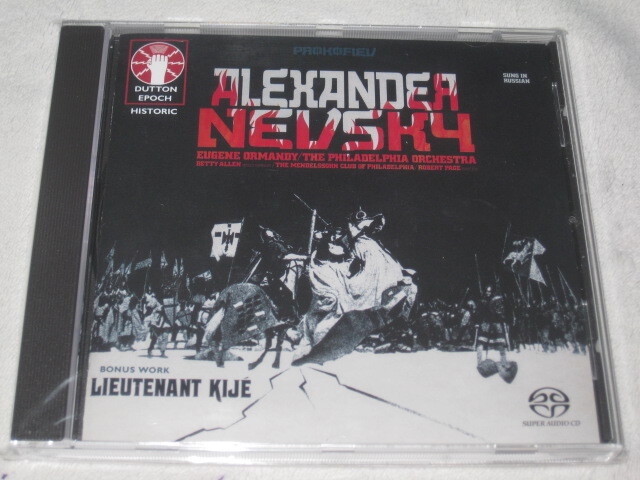 PROKOFIEV
ALEXANDER
NEVSKY
SUNG IN
RUSSIAN
EUGENE ORMANDY/THE PHILADELPHIA ORCHESTRA
BETTY ALLEN
THE MENDELSSOHN CLUB OF PHILADELPHIA/ROBERT PAGE
DUTTON
EPOCH
HISTORIC
BONUS WORK
LIEUTENANT KIJÉ
SUPER AUDIO CD